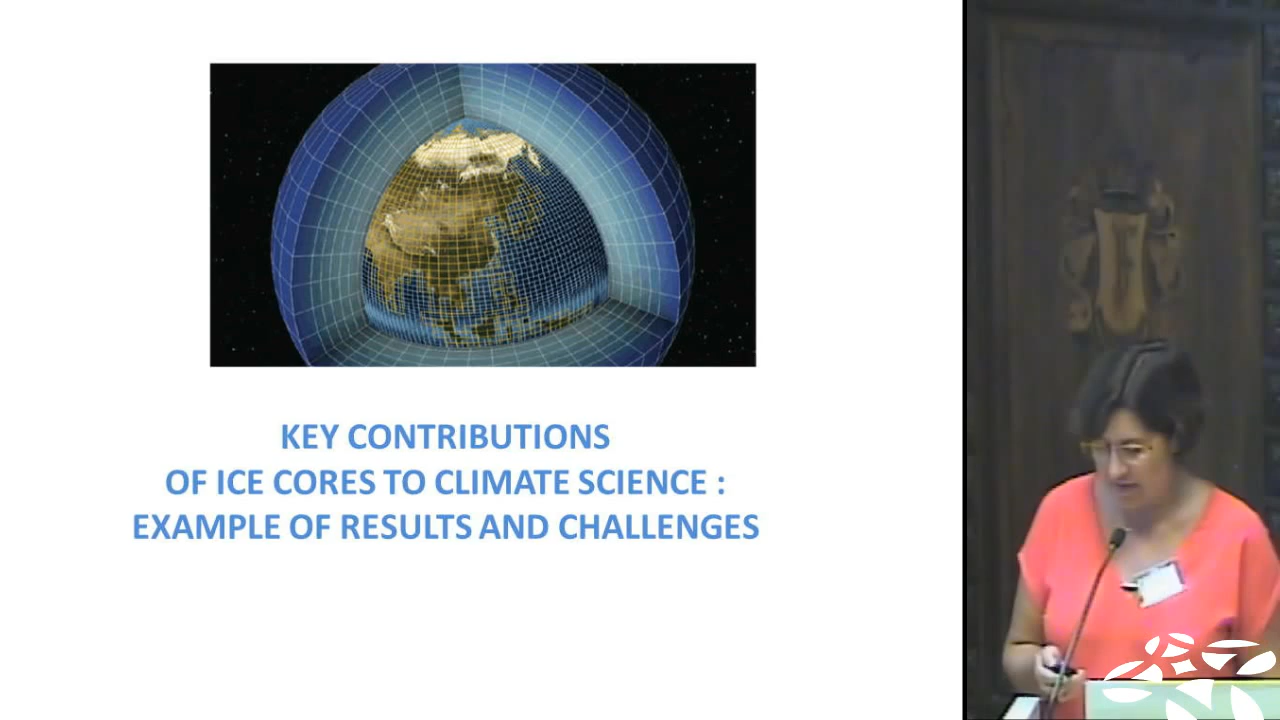 KEY CONTRIBUTIONS
OF ICE CORES TO CLIMATE SCIENCE :
EXAMPLE OF RESULTS AND CHALLENGES